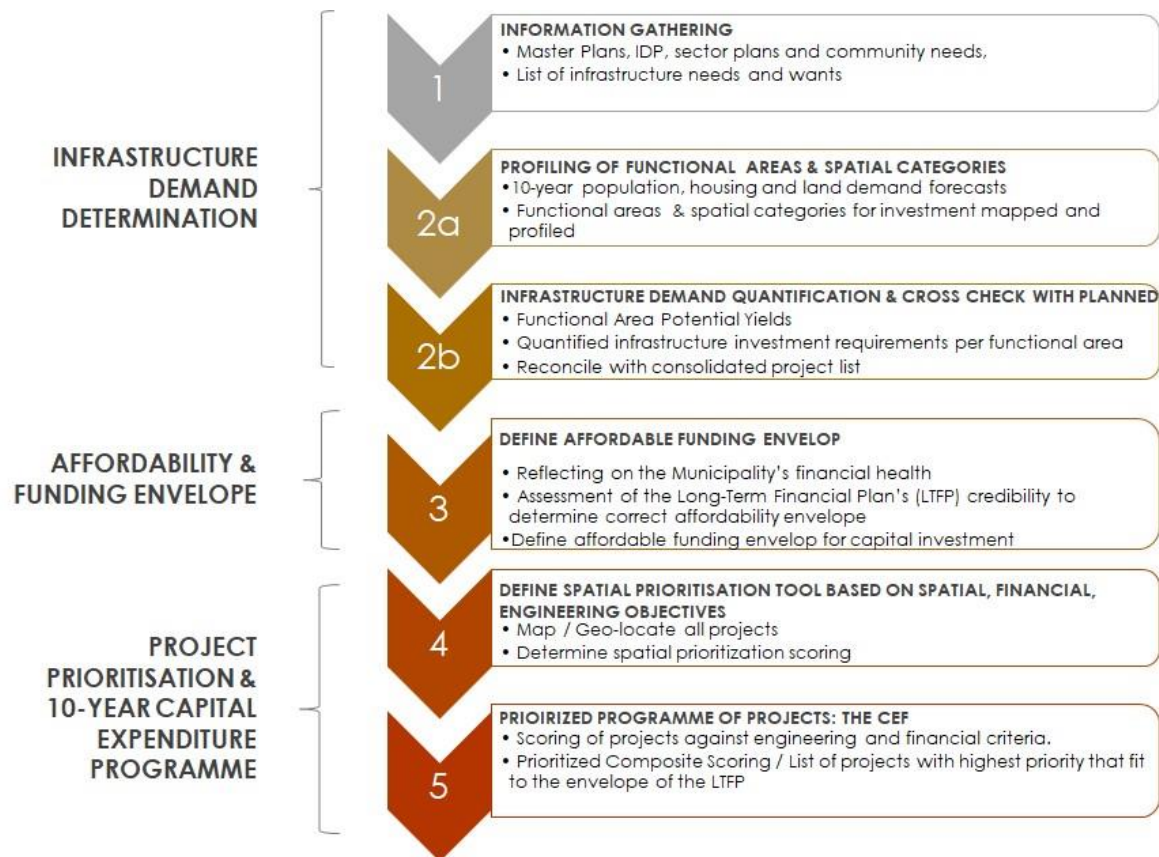 INFRASTRUCTURE
DEMAND
DETERMINATION
1
INFORMATION GATHERING
• Master Plans, IDP, sector plans and community needs,
• List of infrastructure needs and wants
2a
PROFILING OF FUNCTIONAL AREAS & SPATIAL CATEGORIES
•10-year population, housing and land demand forecasts
• Functional areas & spatial categories for investment mapped and
profiled
2b
INFRASTRUCTURE DEMAND QUANTIFICATION & CROSS CHECK WITH PLANNED
• Functional Area Potential Yields
• Quantified infrastructure investment requirements per functional area
• Reconcile with consolidated project list
AFFORDABILITY &
FUNDING ENVELOPE
3
DEFINE AFFORDABLE FUNDING ENVELOP
• Reflecting on the Municipality's financial health
• Assessment of the Long-Term Financial Plan's (LTFP) credibility to
determine correct affordability envelope
•Define affordable funding envelop for capital investment
PROJECT
PRIORITISATION &
10-YEAR CAPITAL
EXPENDITURE
PROGRAMME
4
DEFINE SPATIAL PRIORITISATION TOOL BASED ON SPATIAL, FINANCIAL,
ENGINEERING OBJECTIVES
• Map / Geo-locate all projects
• Determine spatial prioritization scoring
5
PRIOIRIZED PROGRAMME OF PROJECTS: THE CEF
• Scoring of projects against engineering and financial criteria.
• Prioritized Composite Scoring / List of projects with highest priority that fit
to the envelope of the LTFP